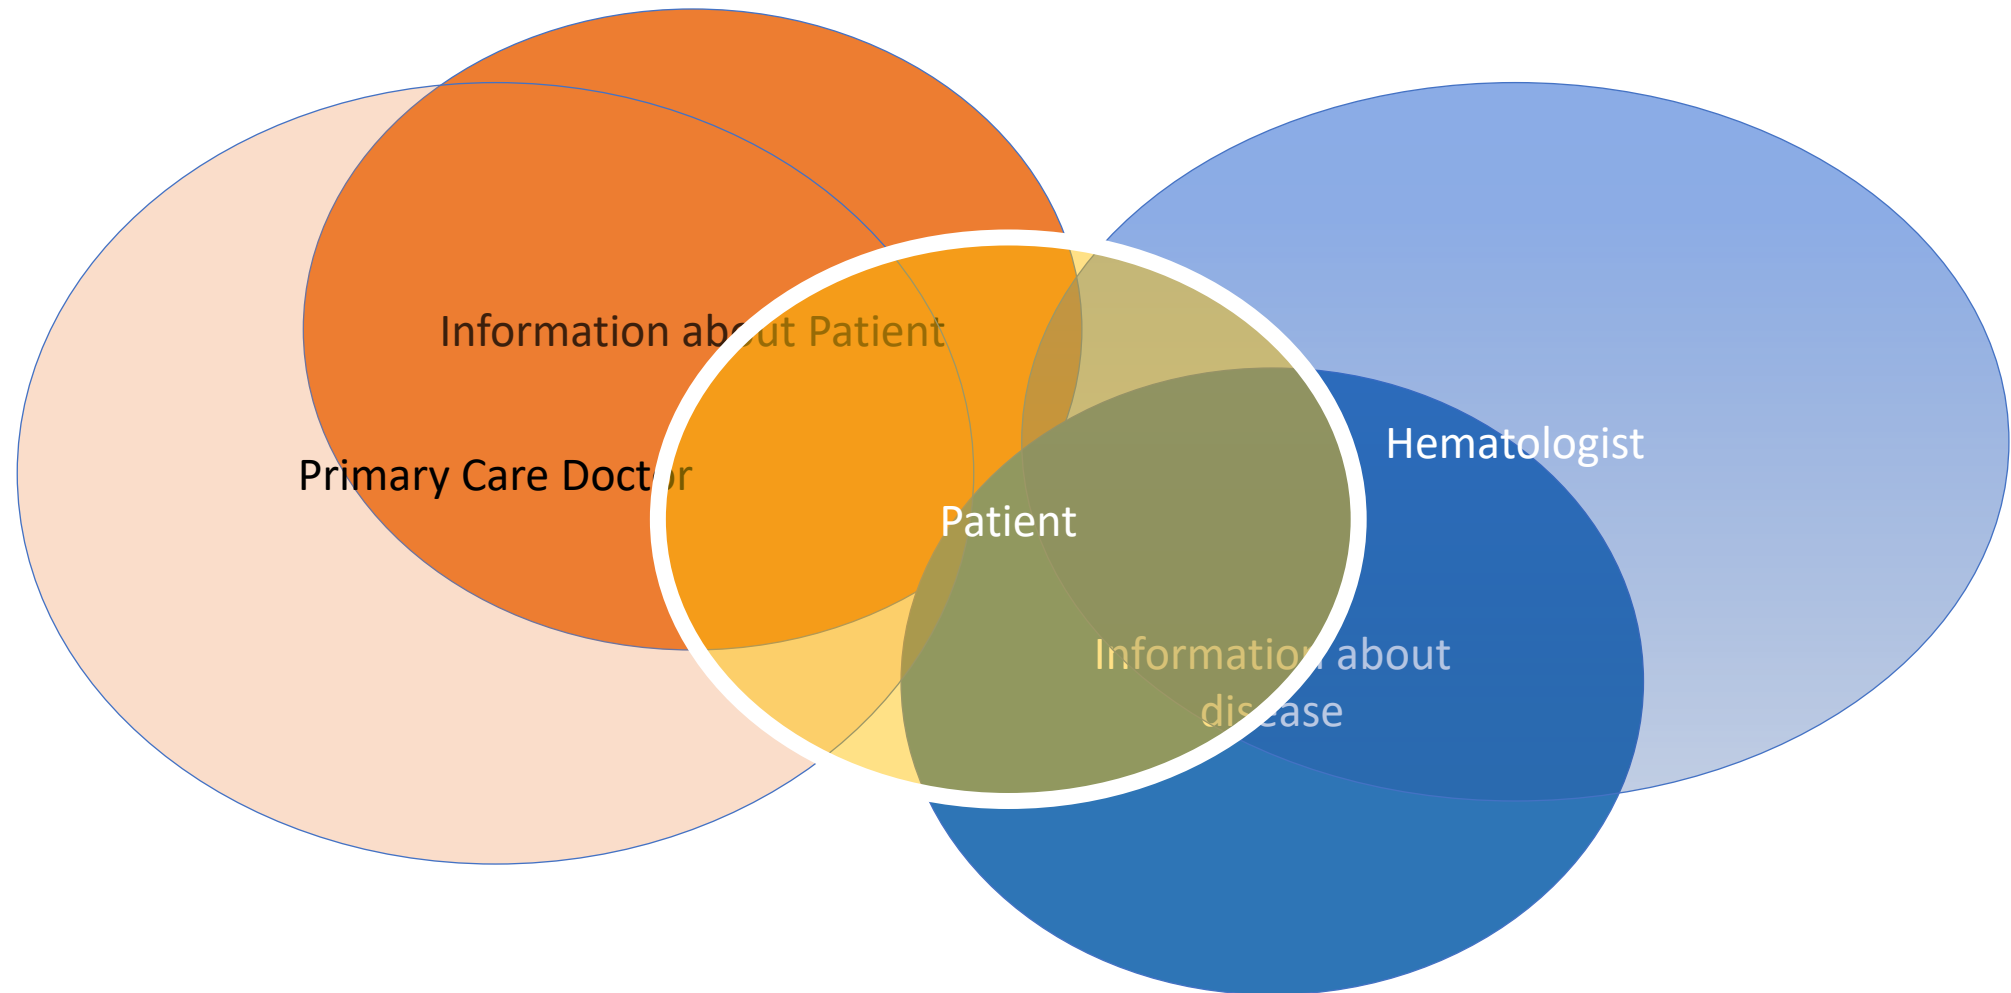 Information about Patient
Primary Care Doctor
Hematologist
Patient
Information about
disease